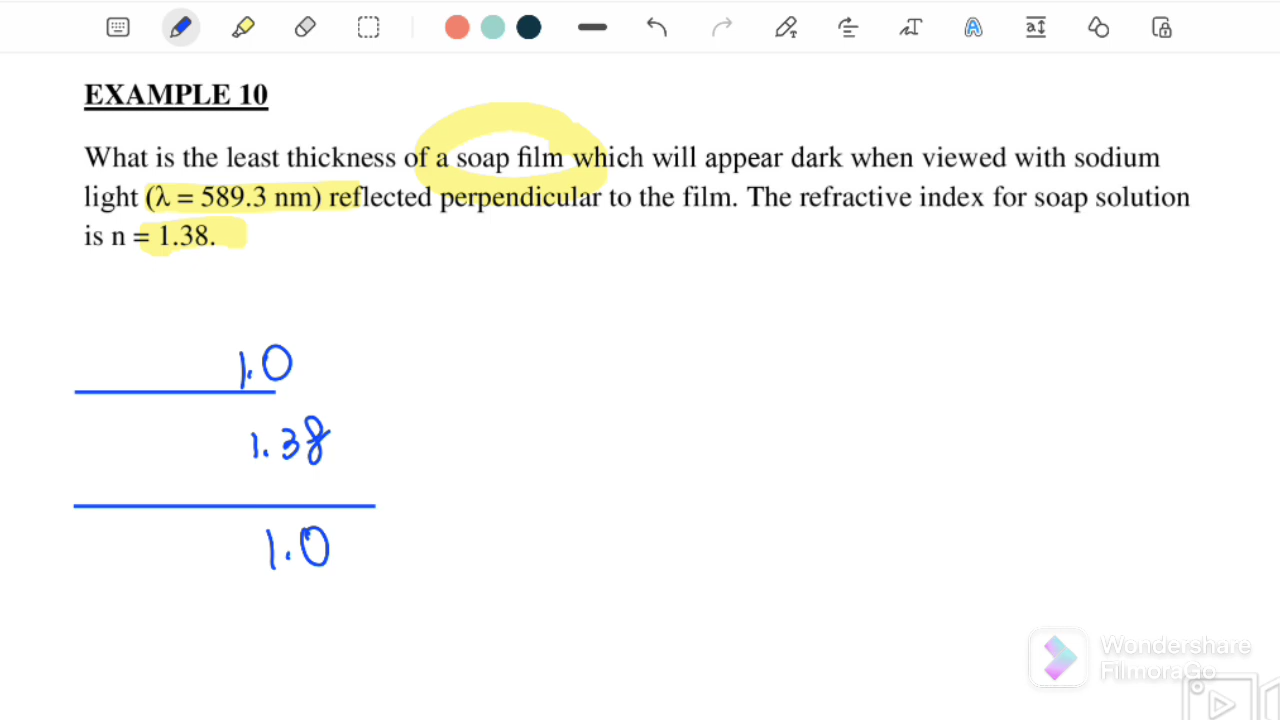 EXAMPLE 10
What is the least thickness of a soap film which will appear dark when viewed with sodium
light (λ = 589.3 nm) reflected perpendicular to the film. The refractive index for soap solution
is n = 1.38.
1.0
1.38
1.0
Wondershare
FilmoraGo